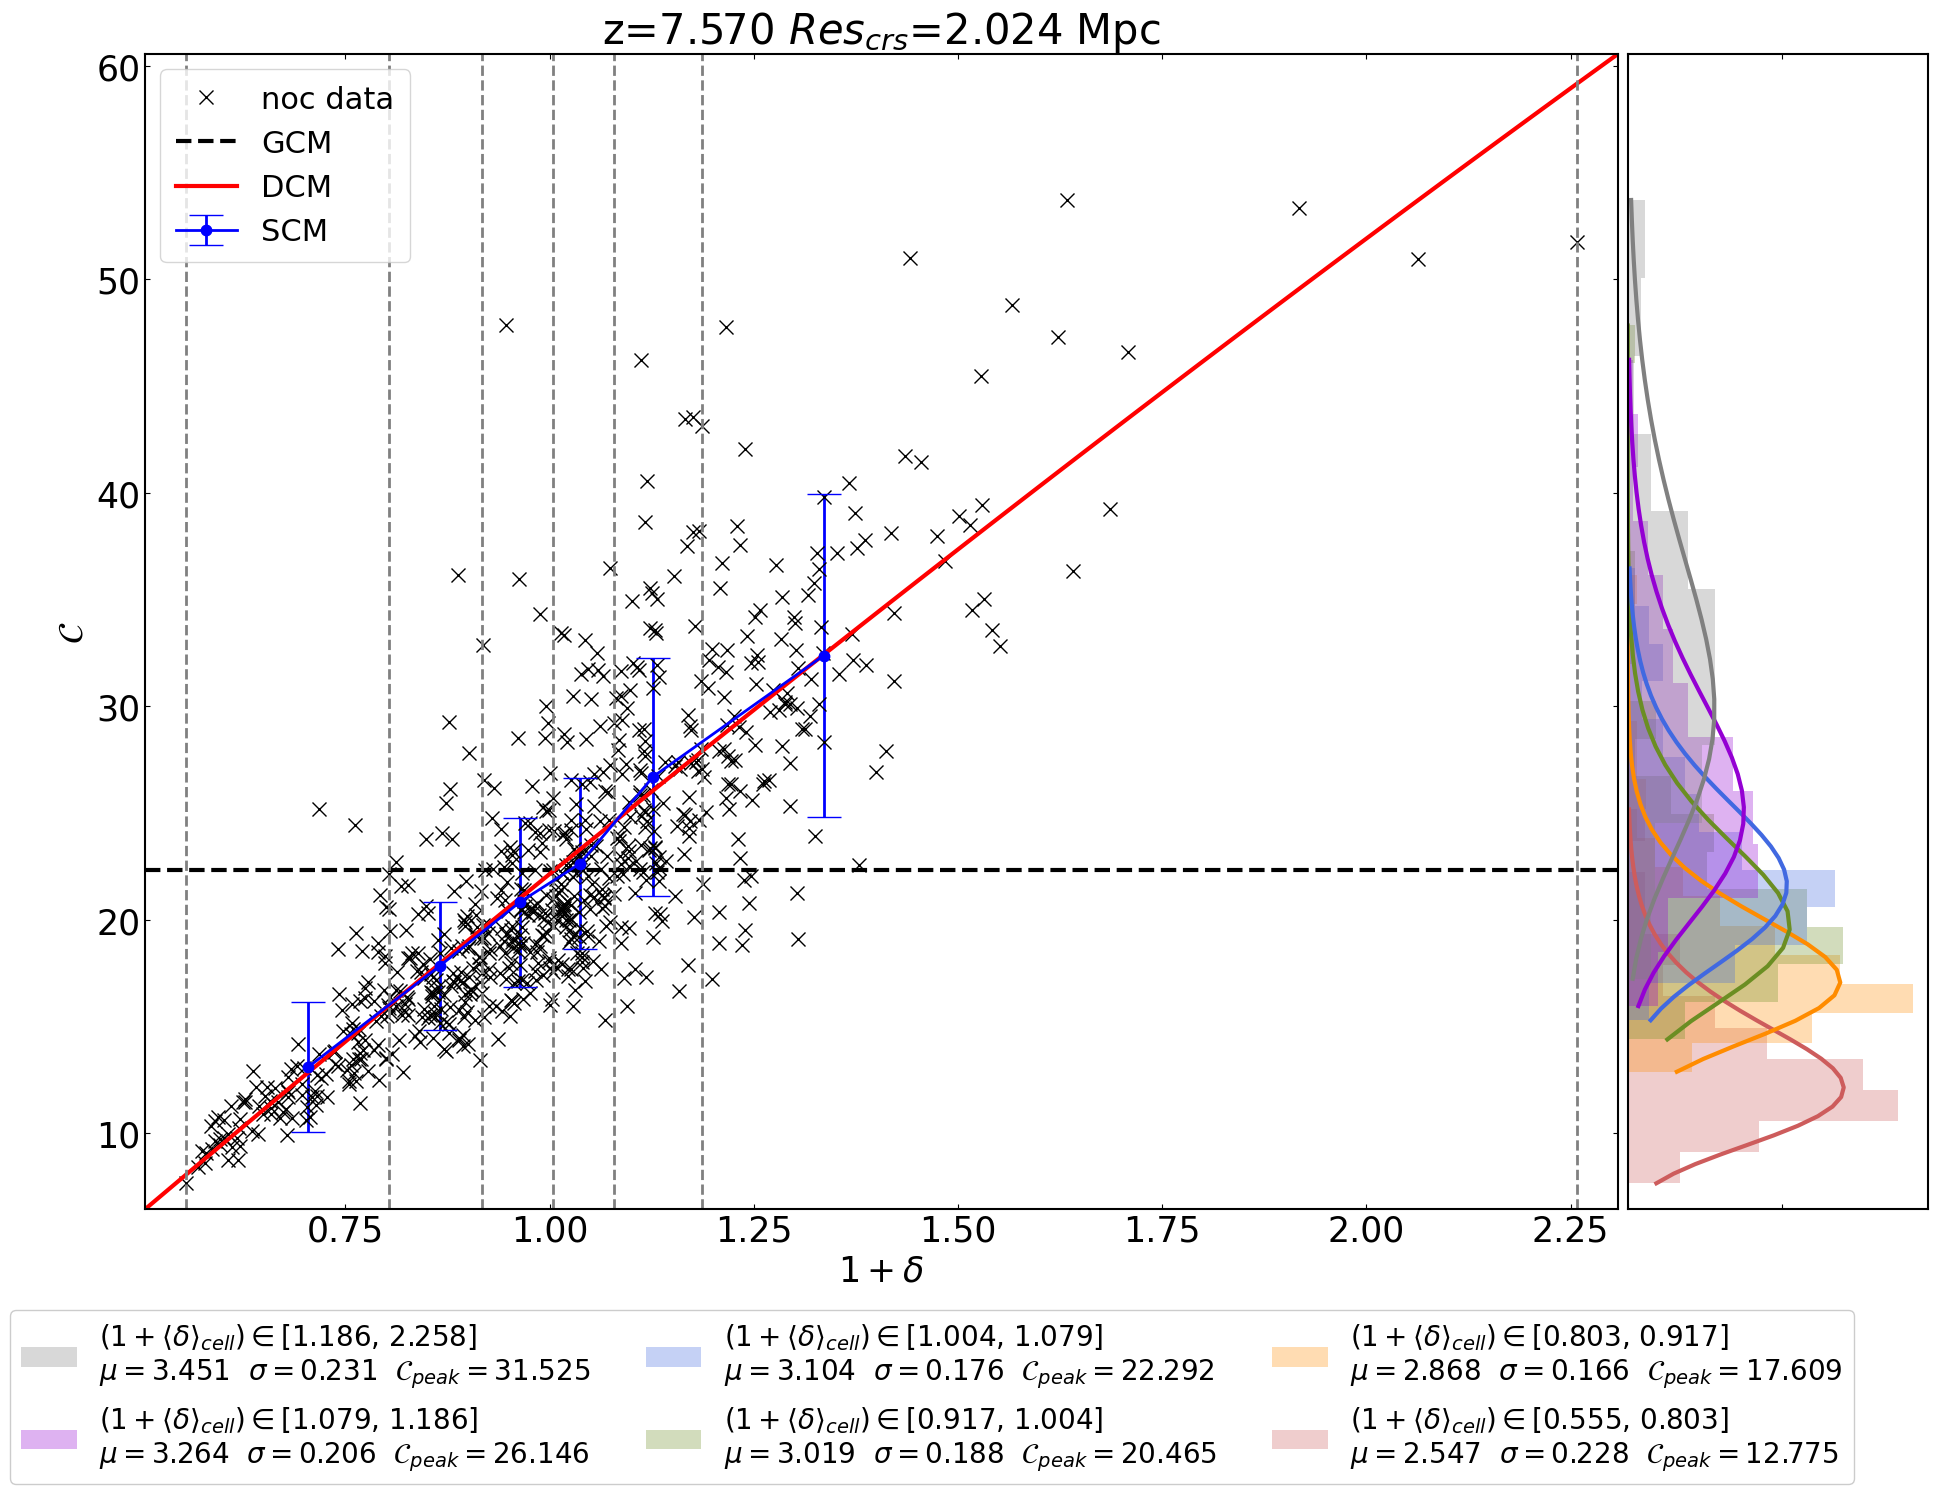 z=7.570 Res_crs=2.024 Mpc
60
50
40
30
20
10
𝒞
noc data
GCM
DCM
SCM
0.75 1.00 1.25 1.50 1.75 2.00 2.25
1 + δ
(1 + ⟨δ⟩_cell) ∈ [1.186, 2.258]
μ = 3.451 σ = 0.231 𝒞_peak = 31.525
(1 + ⟨δ⟩_cell) ∈ [1.079, 1.186]
μ = 3.264 σ = 0.206 𝒞_peak = 26.146
(1 + ⟨δ⟩_cell) ∈ [1.004, 1.079]
μ = 3.104 σ = 0.176 𝒞_peak = 22.292
(1 + ⟨δ⟩_cell) ∈ [0.917, 1.004]
μ = 3.019 σ = 0.188 𝒞_peak = 20.465
(1 + ⟨δ⟩_cell) ∈ [0.803, 0.917]
μ = 2.868 σ = 0.166 𝒞_peak = 17.609
(1 + ⟨δ⟩_cell) ∈ [0.555, 0.803]
μ = 2.547 σ = 0.228 𝒞_peak = 12.775